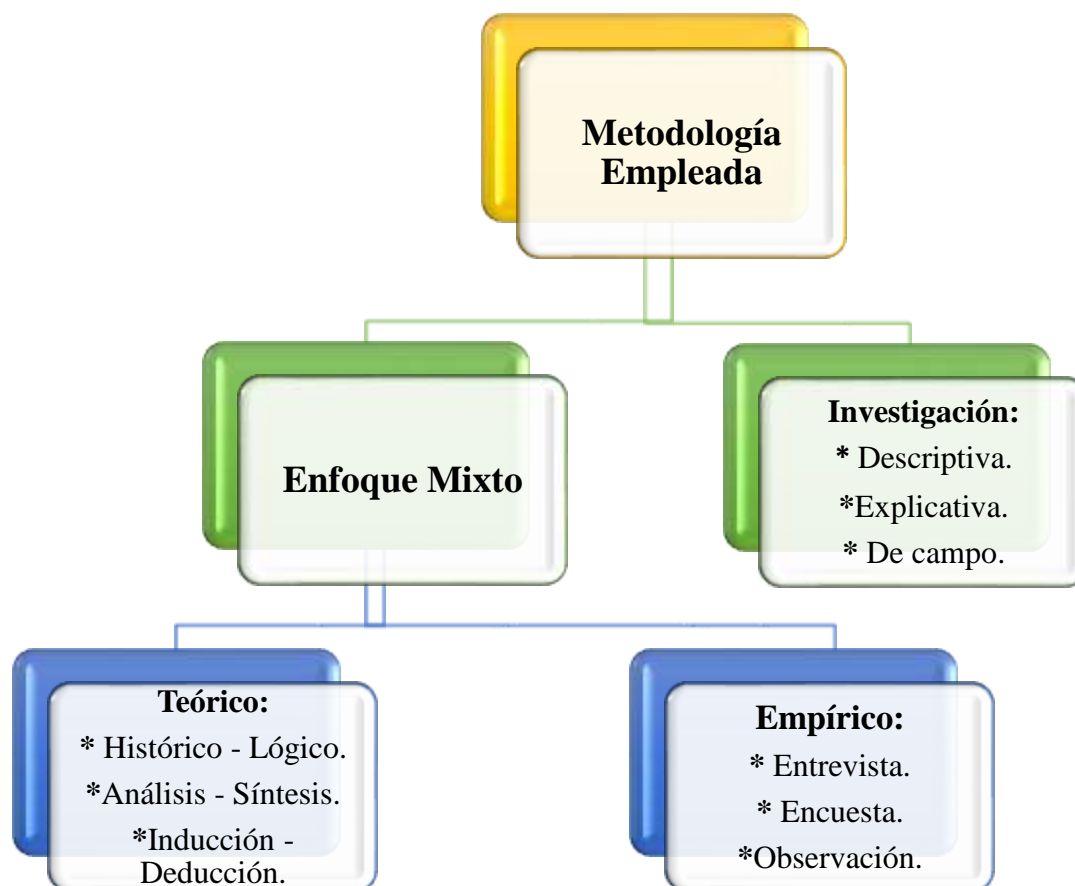 Metodología
Empleada
Enfoque Mixto
Investigación:
* Descriptiva.
*Explicativa.
* De campo.
Teórico:
* Histórico - Lógico.
*Análisis - Síntesis.
*Inducción -
Deducción.
Empírico:
* Entrevista.
* Encuesta.
*Observación.